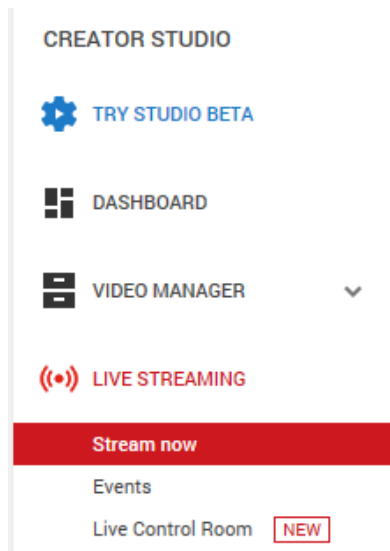 CREATOR STUDIO
TRY STUDIO BETA
DASHBOARD
VIDEO MANAGER
LIVE STREAMING
Stream now
Events
Live Control Room NEW